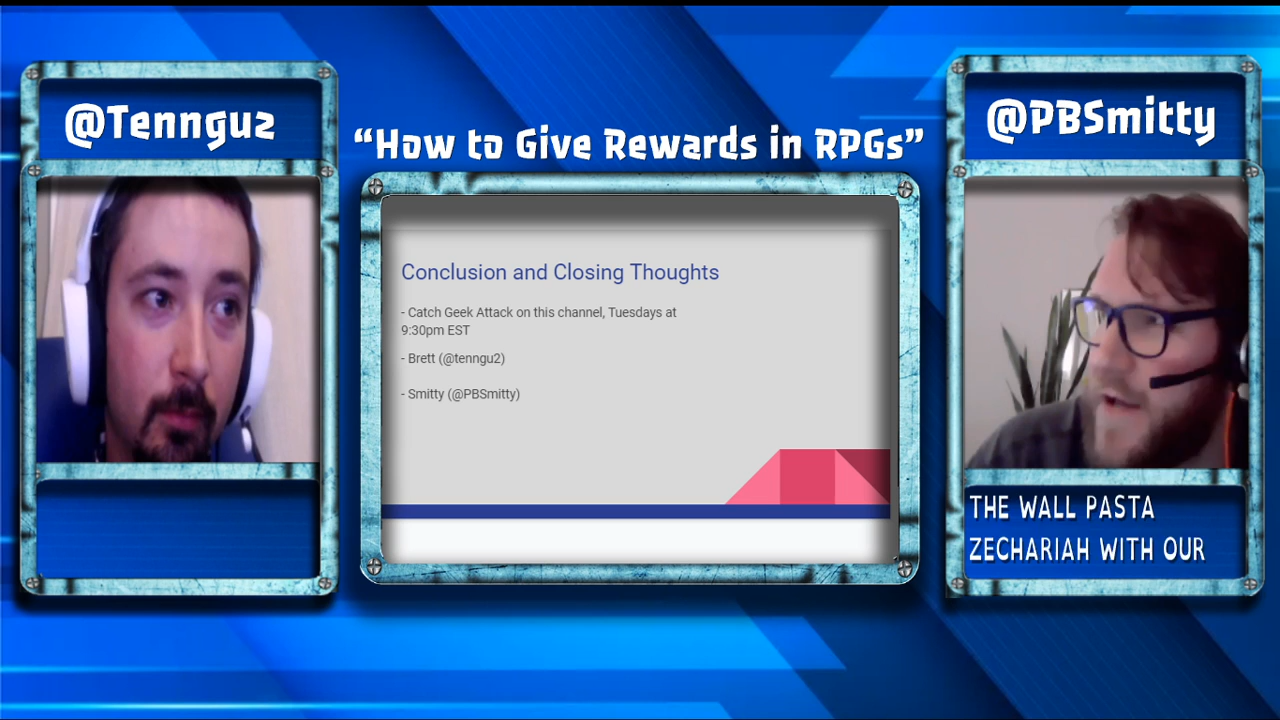 @Tenngu2
@PBSmitty
“How to Give Rewards in RPGs”
Conclusion and Closing Thoughts
- Catch Geek Attack on this channel, Tuesdays at
9:30pm EST
- Brett (@tenngu2)
- Smitty (@PBSmitty)
THE WALL PASTA
ZECHARIAH WITH OUR